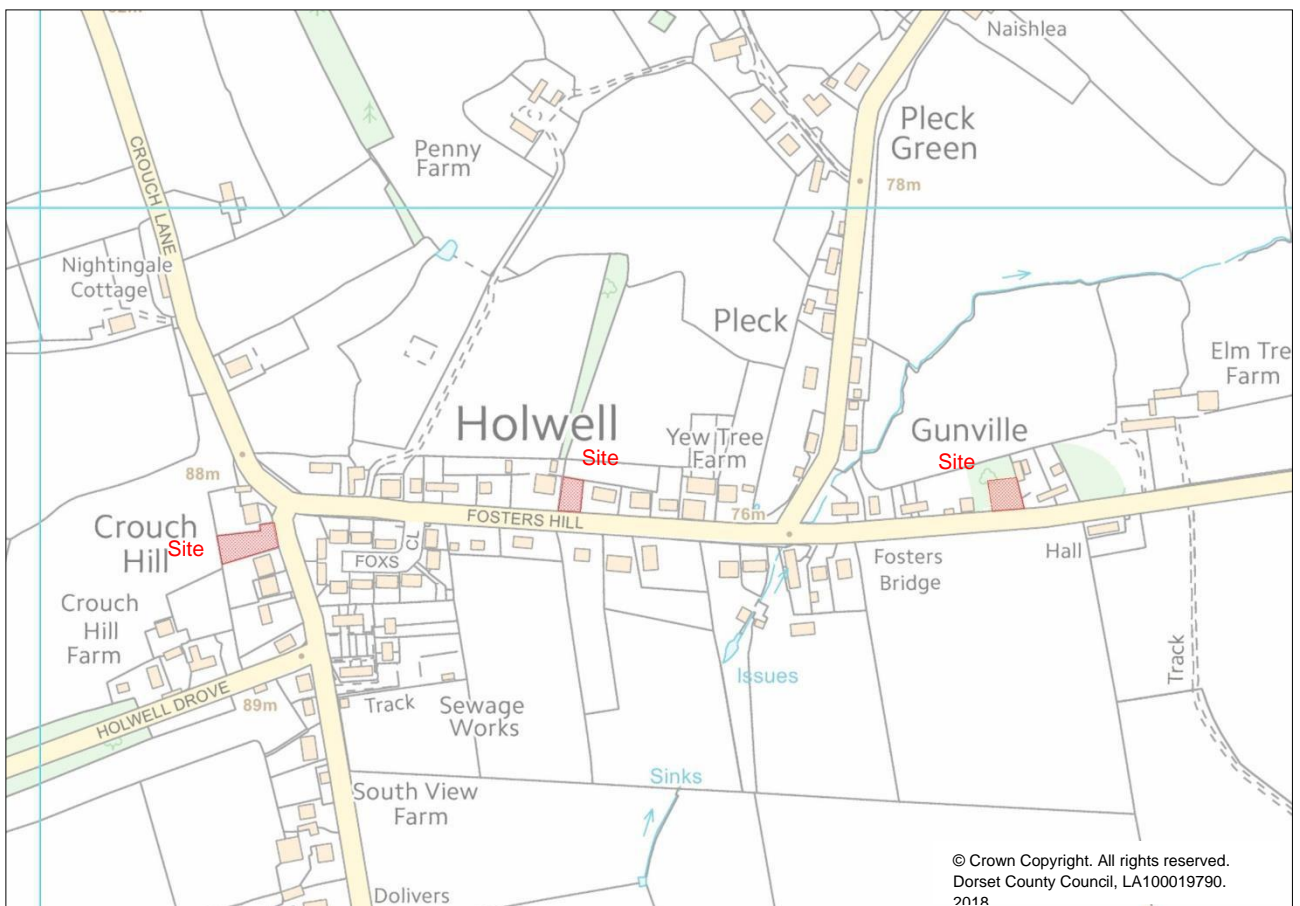 Naishlea
Pleck
Green
CROUCH LANE
Penny
Farm
78m
Nightingale
Cottage
Pleck
Elm Tre
Farm
Holwell
Site
Yew Tree
Farm
Gunville
Site
88m
76m
FOSTERS HILL
Crouch
Hill
Site
FOXS CL
Fosters
Bridge
Hall
Crouch
Hill
Farm
Issues
Track
HOLWELL DROVE
89m
Track
Sewage
Works
Sinks
South View
Farm
Dolivers
© Crown Copyright. All rights reserved.
Dorset County Council, LA100019790.
2018